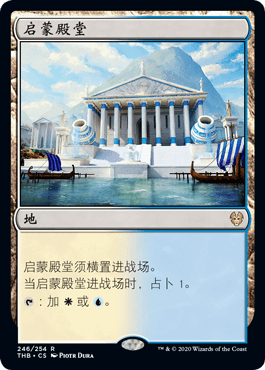 启蒙殿堂
地
启蒙殿堂须横置进战场。
当启蒙殿堂进战场时，占卜 1。
：加 或 。
246/254 R
THB • CS Piotr Dura
™ & © 2020 Wizards of the Coast